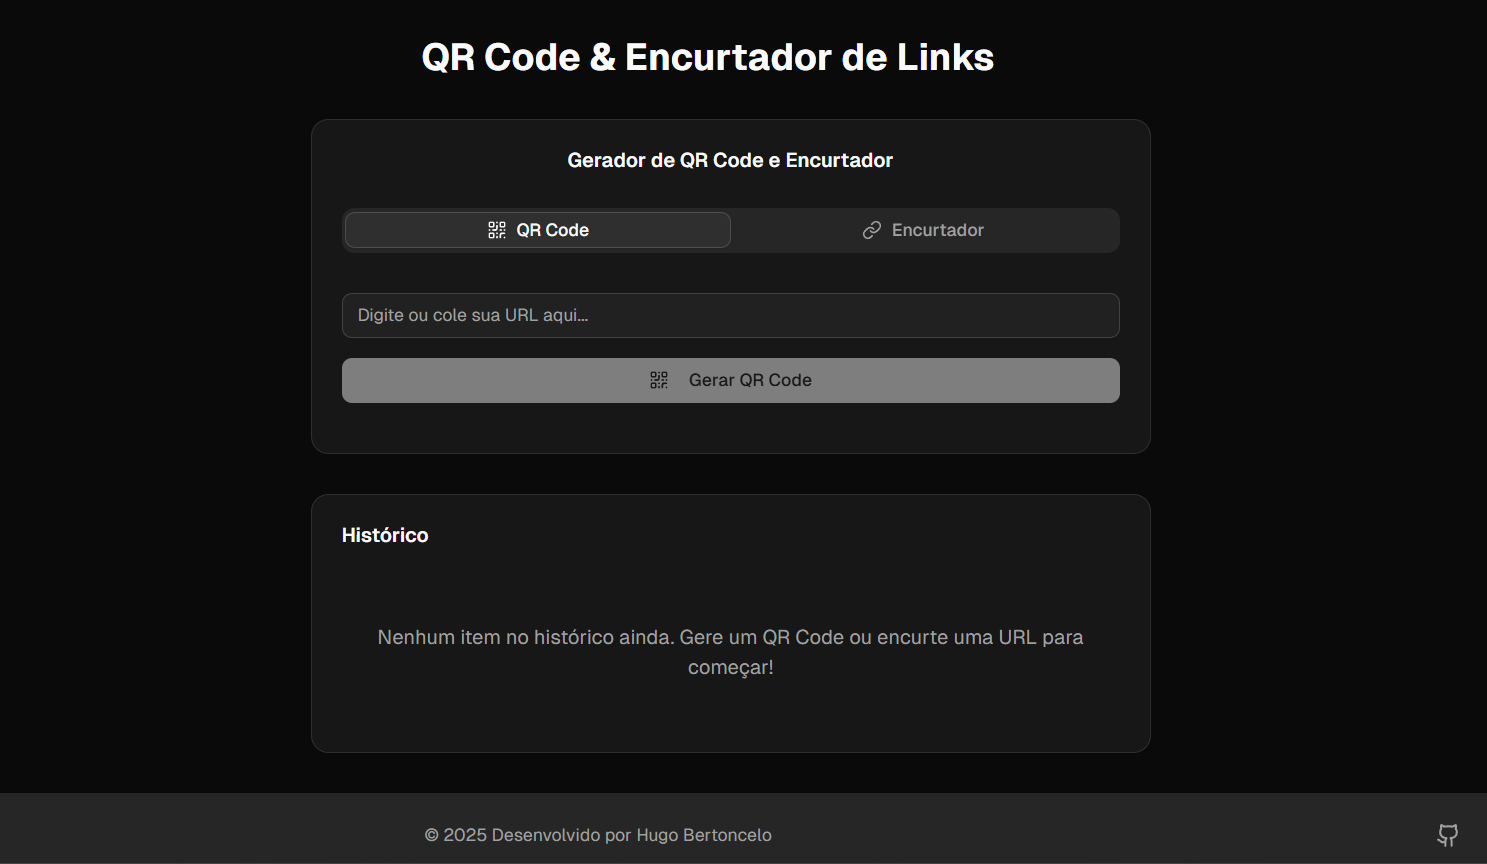 QR Code & Encurtador de Links
Gerador de QR Code e Encurtador
QR Code
Encurtador
Digite ou cole sua URL aqui...
Gerar QR Code
Histórico
Nenhum item no histórico ainda. Gere um QR Code ou encurte uma URL para
começar!
© 2025 Desenvolvido por Hugo Bertoncelo